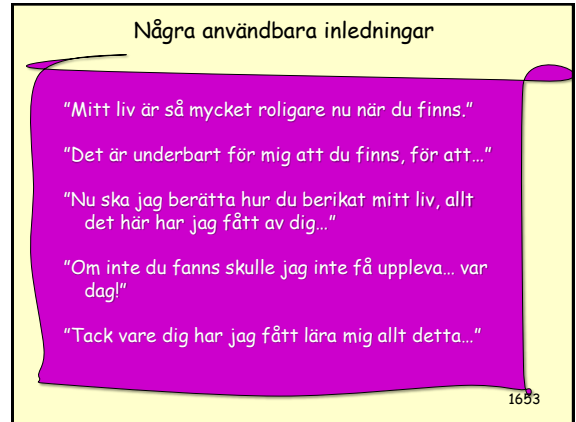 Några användbara inledningar
”Mitt liv är så mycket roligare nu när du finns.”
”Det är underbart för mig att du finns, för att…”
”Nu ska jag berätta hur du berikat mitt liv, allt
det här har jag fått av dig…”
”Om inte du fanns skulle jag inte få uppleva… var
dag!”
”Tack vare dig har jag fått lära mig allt detta…”
1653